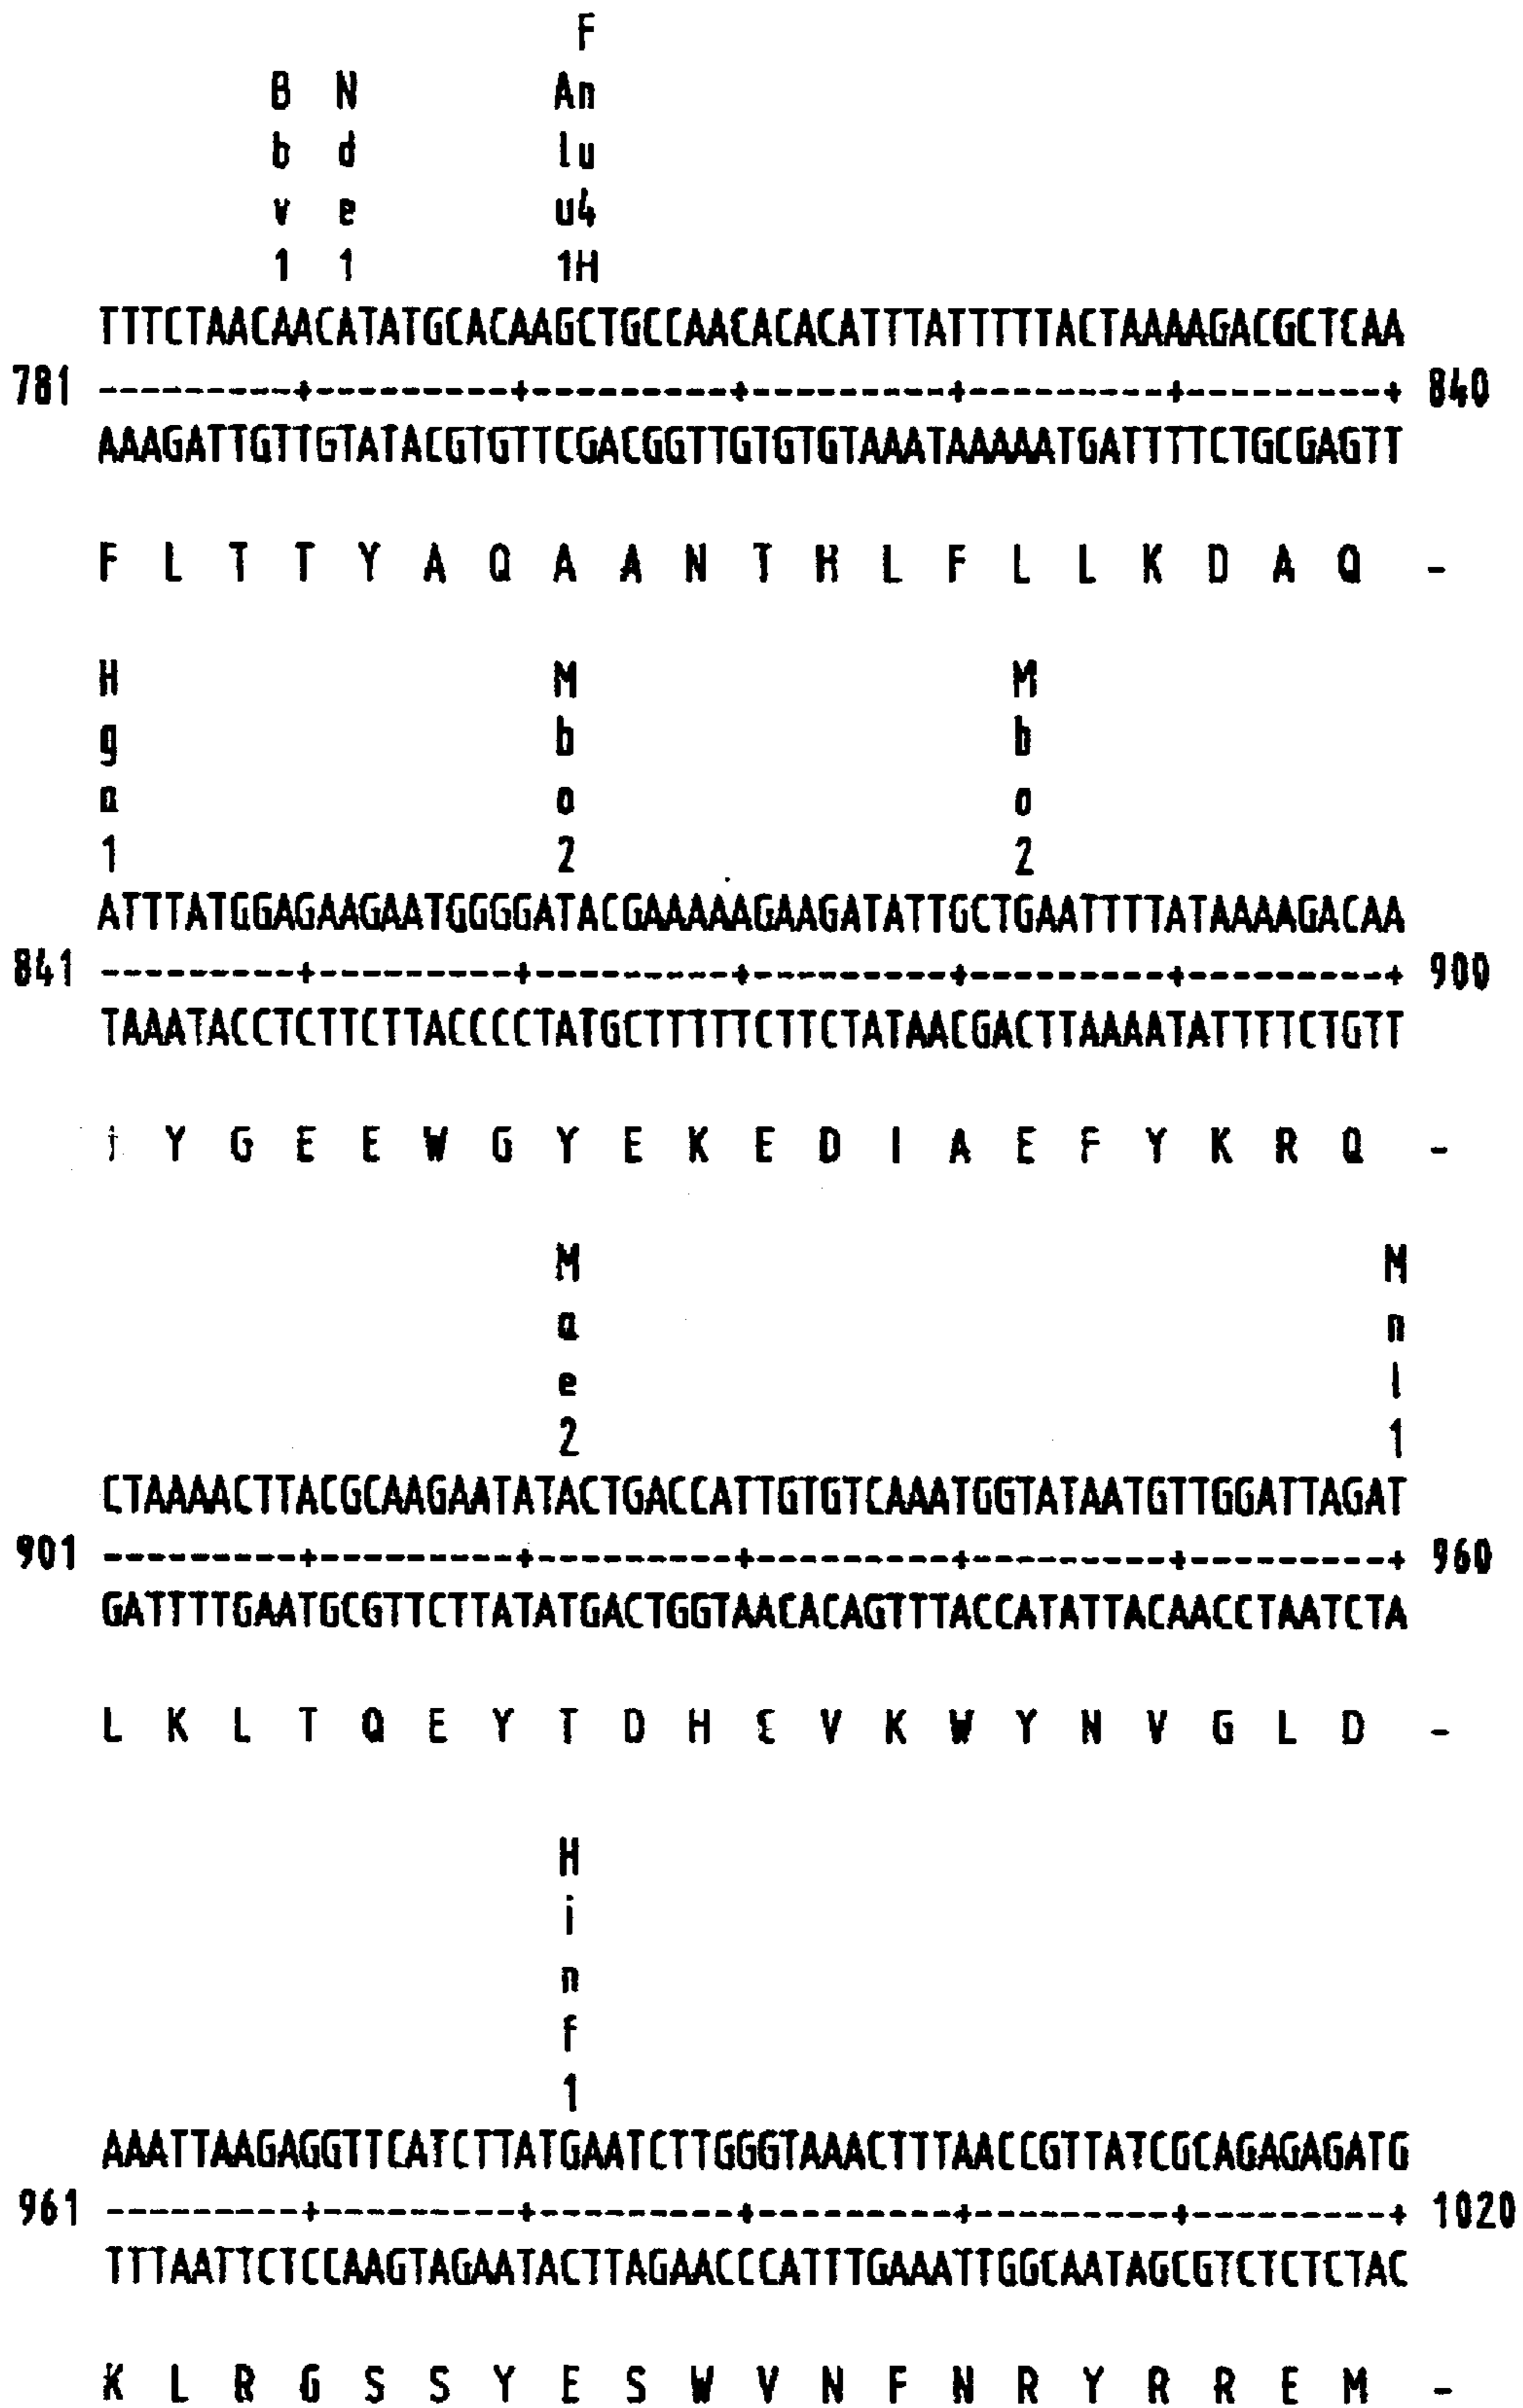 F
B N An
b d lu
v e u4
1 1 1H
TTTCTAACAACATATGCACAAGCTGCCAACACACATTTATTTTTACTAAAAGACGCTCAA
781 ---------+---------+---------+---------+---------+---------+ 840
AAAGATTGTTGTATACGTGTTCGACGGTTGTGTGTAAATAAAAATGATTTTCTGCGAGTT
F L T T Y A Q A A N T H L F L L K D A Q -
H M M
g b b
a o o
1 2 2
ATTTATGGAGAAGAATGGGGATACGAAAAAGAAGATATTGCTGAATTTTATAAAAGACAA
841 ---------+---------+---------+---------+---------+---------+ 900
TAAATACCTCTTCTTACCCCTATGCTTTTTCTTCTATAACGACTTAAAATATTTTCTGTT
I Y G E E W G Y E K E D I A E F Y K R Q -
M M
a n
e l
2 1
CTAAAACTTACGCAAGAATATACTGACCATTGTGTCAAATGGTATAATGTTGGATTAGAT
901 ---------+---------+---------+---------+---------+---------+ 960
GATTTTGAATGCGTTCTTATATGACTGGTAACACAGTTTACCATATTACAACCTAATCTA
L K L T Q E Y T D H C V K W Y N V G L D -
H
i
n
f
1
AAATTAAGAGGTTCATCTTATGAATCTTGGGTAAACTTTAACCGTTATCGCAGAGAGATG
961 ---------+---------+---------+---------+---------+---------+ 1020
TTTAATTCTCCAAGTAGAATACTTAGAACCCATTTGAAATTGGCAATAGCGTCTCTCTAC
K L R G S S Y E S W V N F N R Y R R E M -